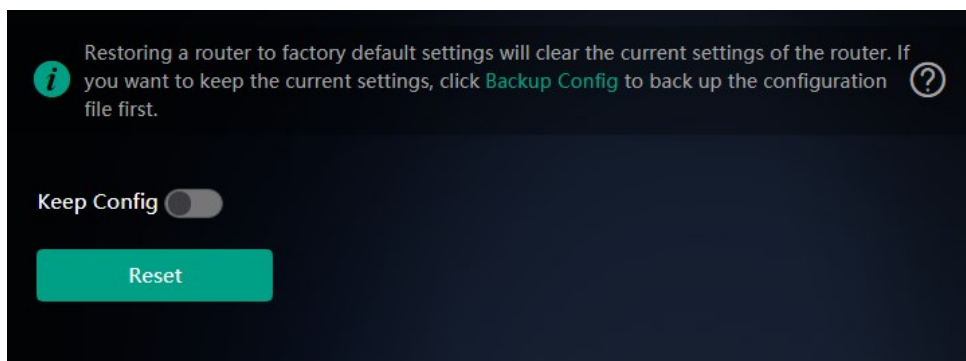 Restoring a router to factory default settings will clear the current settings of the router. If
you want to keep the current settings, click Backup Config to back up the configuration
file first.
Keep Config
Reset